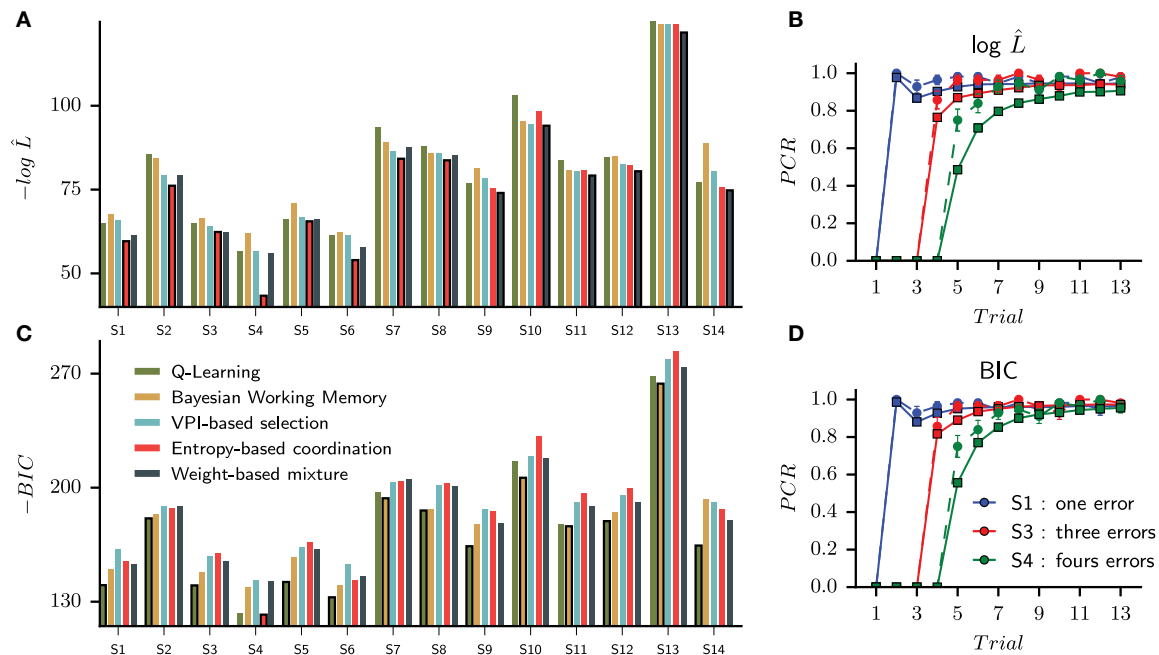 A
−log L̂
100
75
50
S1 S2 S3 S4 S5 S6 S7 S8 S9 S10 S11 S12 S13 S14
B
log L̂
PCR
1.0
0.8
0.6
0.4
0.2
0.0
1 3 5 7 9 11 13
Trial
C
−BIC
270
200
130
Q-Learning
Bayesian Working Memory
VPI-based selection
Entropy-based coordination
Weight-based mixture
S1 S2 S3 S4 S5 S6 S7 S8 S9 S10 S11 S12 S13 S14
D
BIC
PCR
1.0
0.8
0.6
0.4
0.2
0.0
S1 : one error
S3 : three errors
S4 : fours errors
1 3 5 7 9 11 13
Trial